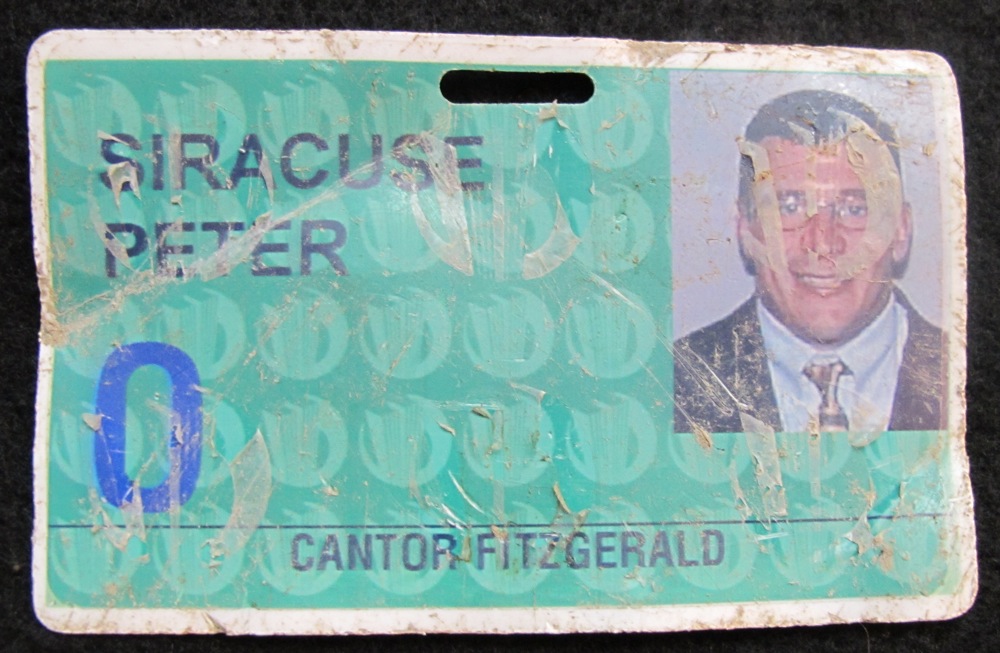 SIRACUSE
PETER
0
CANTOR FITZGERALD